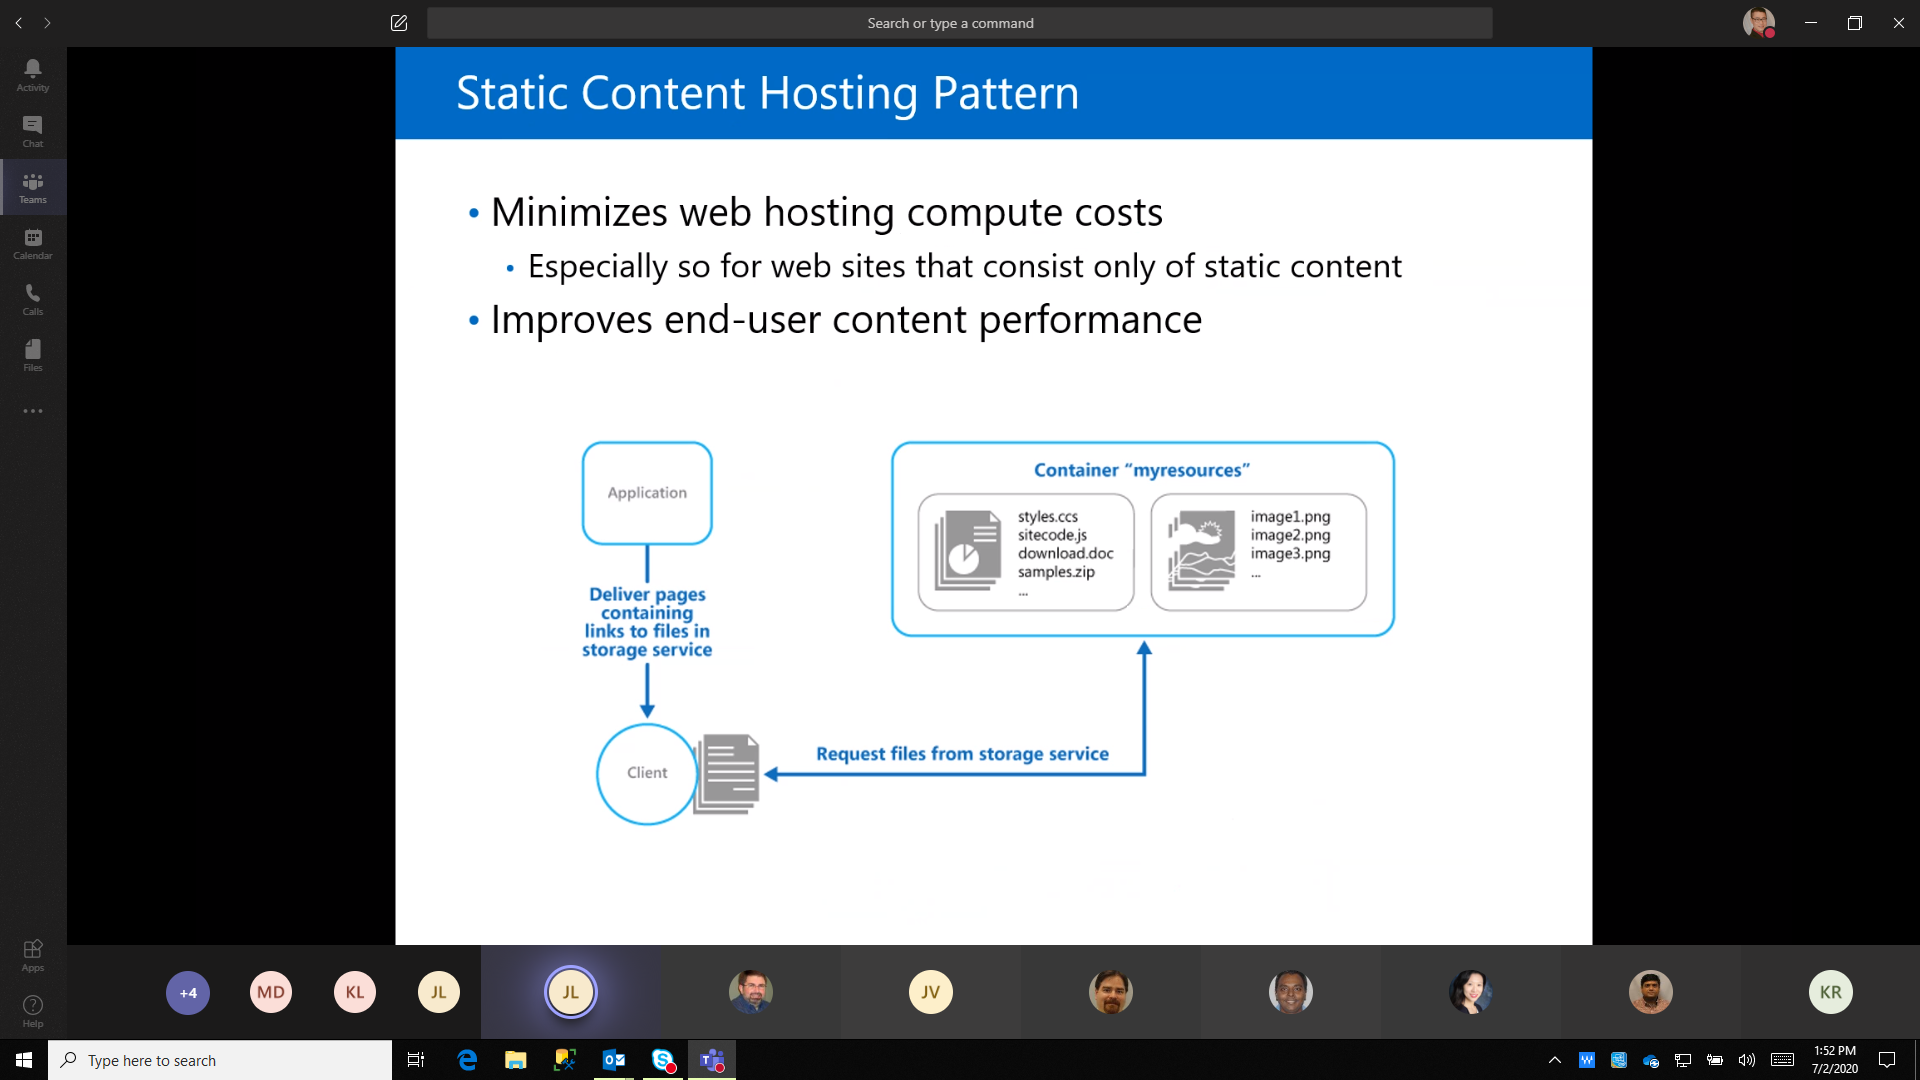 Search or type a command
Activity
Chat
Teams
Calendar
Calls
Files
Apps
Help
Static Content Hosting Pattern
• Minimizes web hosting compute costs
• Especially so for web sites that consist only of static content
• Improves end-user content performance
Application
Deliver pages
containing
links to files in
storage service
Client
Container “myresources”
styles.ccs
sitecode.js
download.doc
samples.zip
...
image1.png
image2.png
image3.png
...
Request files from storage service
+4
MD
KL
JL
JL
JV
KR
Type here to search
1:52 PM
7/2/2020